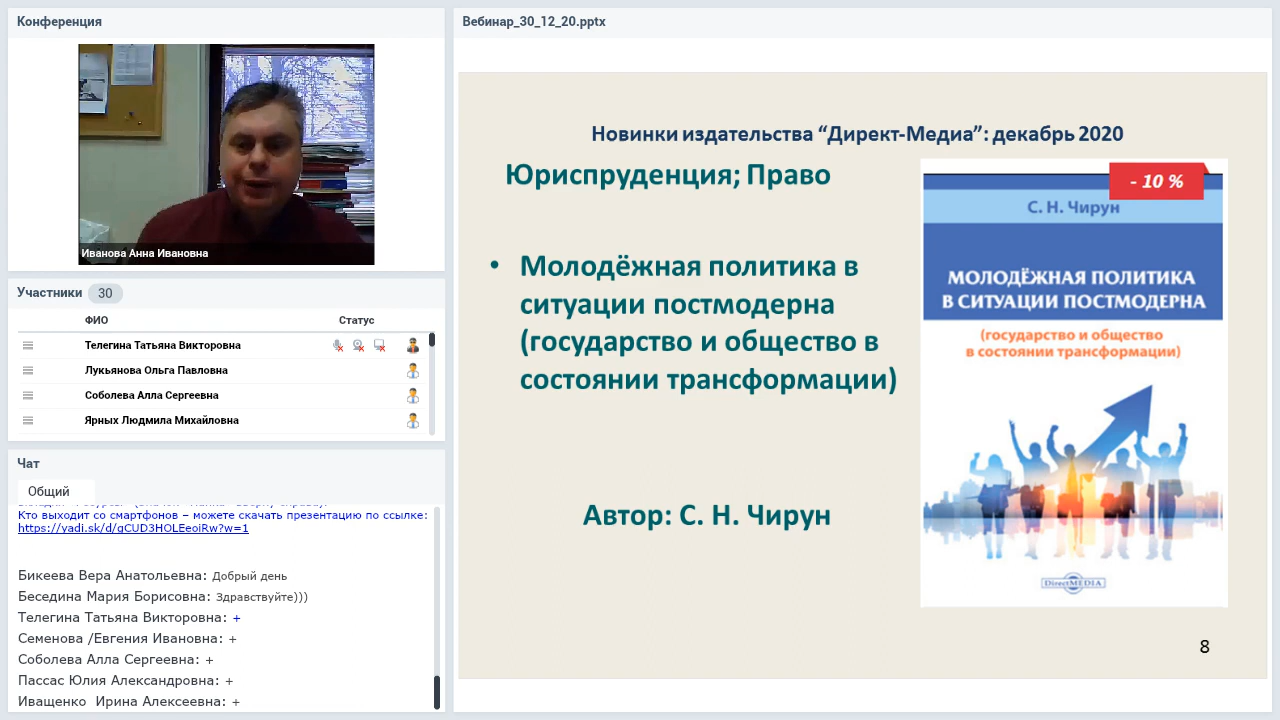 Конференция
Иванова Анна Ивановна
Участники 30
ФИО Статус
Телегина Татьяна Викторовна
Лукьянова Ольга Павловна
Соболева Алла Сергеевна
Ярных Людмила Михайловна
Чат
Общий
Кто выходит со смартфонов – можете скачать презентацию по ссылке:
https://yadi.sk/d/gCUD3HOLEeoiRw?w=1
Бикеева Вера Анатольевна: Добрый день
Беседина Мария Борисовна: Здравствуйте)))
Телегина Татьяна Викторовна: +
Семенова /Евгения Ивановна: +
Соболева Алла Сергеевна: +
Пассас Юлия Александровна: +
Иващенко Ирина Алексеевна: +
Вебинар_30_12_20.pptx
Новинки издательства “Директ-Медиа”: декабрь 2020
Юриспруденция; Право
• Молодёжная политика в
ситуации постмодерна
(государство и общество в
состоянии трансформации)
Автор: С. Н. Чирун
- 10 %
С. Н. Чирун
МОЛОДЁЖНАЯ ПОЛИТИКА
В СИТУАЦИИ ПОСТМОДЕРНА
(государство и общество
в состоянии трансформации)
DirectMEDIA
8